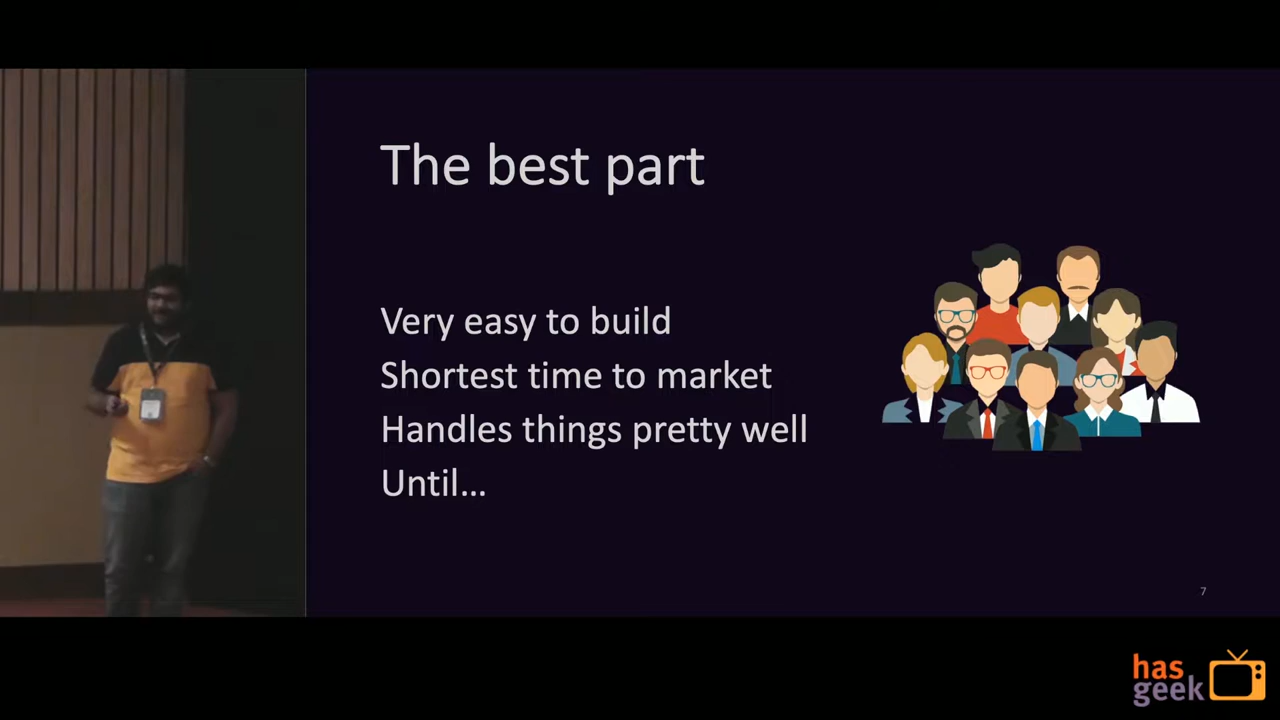 The best part
Very easy to build
Shortest time to market
Handles things pretty well
Until...
7
has
geek